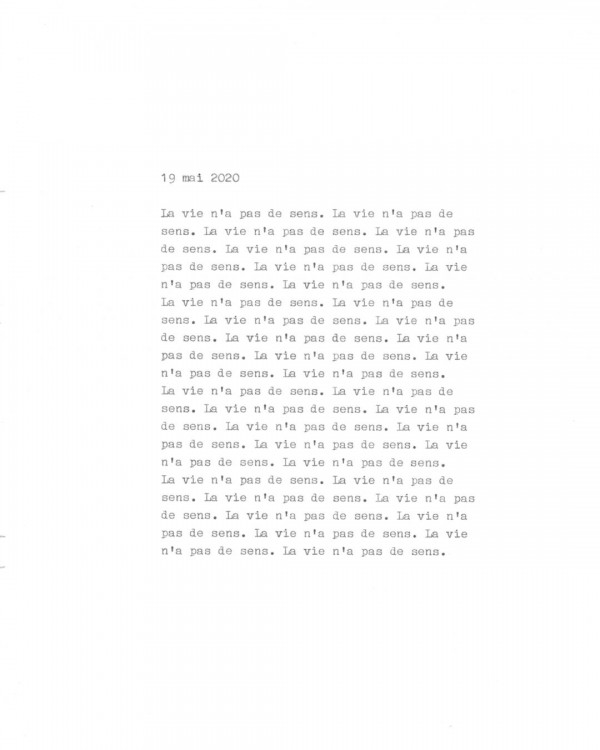 19 mai 2020
La vie n'a pas de sens. La vie n'a pas de
sens. La vie n'a pas de sens. La vie n'a pas
de sens. La vie n'a pas de sens. La vie n'a
pas de sens. La vie n'a pas de sens. La vie
n'a pas de sens. La vie n'a pas de sens.
La vie n'a pas de sens. La vie n'a pas de
sens. La vie n'a pas de sens. La vie n'a pas
de sens. La vie n'a pas de sens. La vie n'a
pas de sens. La vie n'a pas de sens. La vie
n'a pas de sens. La vie n'a pas de sens.
La vie n'a pas de sens. La vie n'a pas de
sens. La vie n'a pas de sens. La vie n'a pas
de sens. La vie n'a pas de sens. La vie n'a
pas de sens. La vie n'a pas de sens. La vie
n'a pas de sens. La vie n'a pas de sens.
La vie n'a pas de sens. La vie n'a pas de
sens. La vie n'a pas de sens. La vie n'a pas
de sens. La vie n'a pas de sens. La vie n'a
pas de sens. La vie n'a pas de sens. La vie
n'a pas de sens. La vie n'a pas de sens.